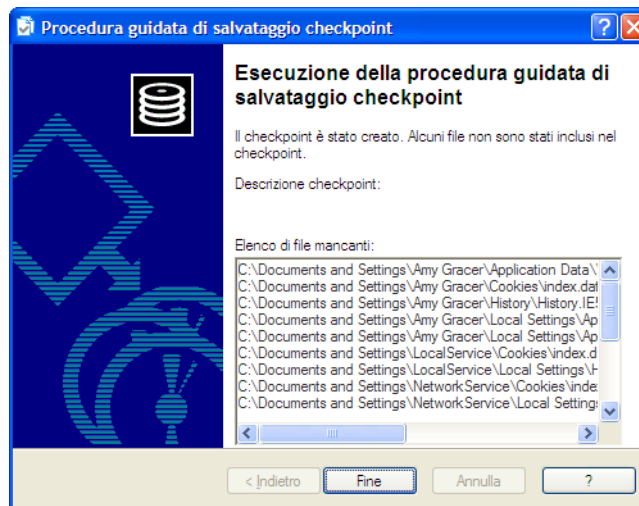 Procedura guidata di salvataggio checkpoint
?
Esecuzione della procedura guidata di
salvataggio checkpoint
Il checkpoint è stato creato. Alcuni file non sono stati inclusi nel
checkpoint.
Descrizione checkpoint:
Elenco di file mancanti:
C:\Documents and Settings\Amy Gracer\Application Data\
C:\Documents and Settings\Amy Gracer\Cookies\index.dat
C:\Documents and Settings\Amy Gracer\History\History.IE5
C:\Documents and Settings\Amy Gracer\Local Settings\Ap
C:\Documents and Settings\Amy Gracer\Local Settings\Ap
C:\Documents and Settings\LocalService\Cookies\index.d
C:\Documents and Settings\LocalService\Local Settings\H
C:\Documents and Settings\NetworkService\Cookies\inde
C:\Documents and Settings\NetworkService\Local Setting
< Indietro
Fine
Annulla
?